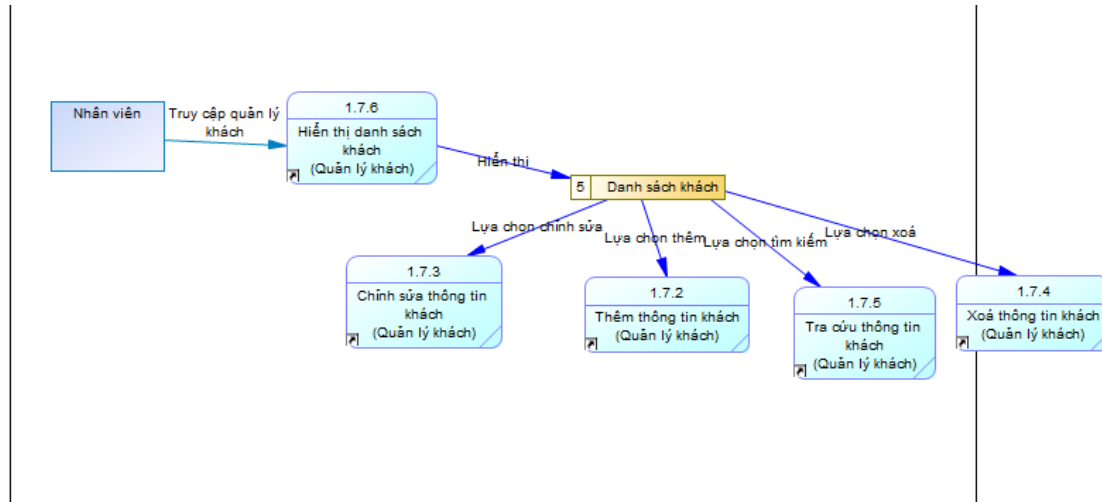 Nhân viên
Truy cập quản lý
khách
1.7.6
Hiển thị danh sách
khách
(Quản lý khách)
Hiển thị
5 Danh sách khách
Lựa chọn chỉnh sửa
Lựa chọn thêm
Lựa chọn tìm kiếm
Lựa chọn xoá
1.7.3
Chỉnh sửa thông tin
khách
(Quản lý khách)
1.7.2
Thêm thông tin khách
(Quản lý khách)
1.7.5
Tra cứu thông tin
khách
(Quản lý khách)
1.7.4
Xoá thông tin khách
(Quản lý khách)